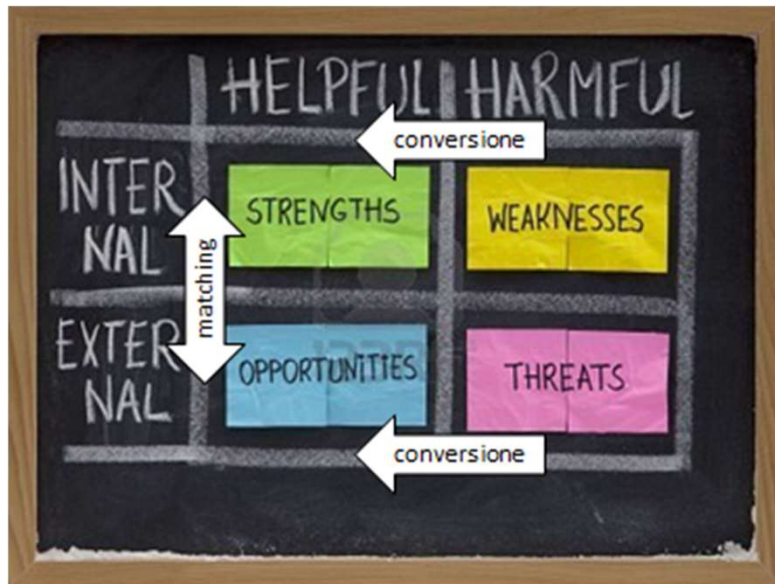 HELPFUL HARMFUL
conversione
INTER
NAL
STRENGTHS WEAKNESSES
matching
EXTER
NAL
OPPORTUNITIES THREATS
conversione